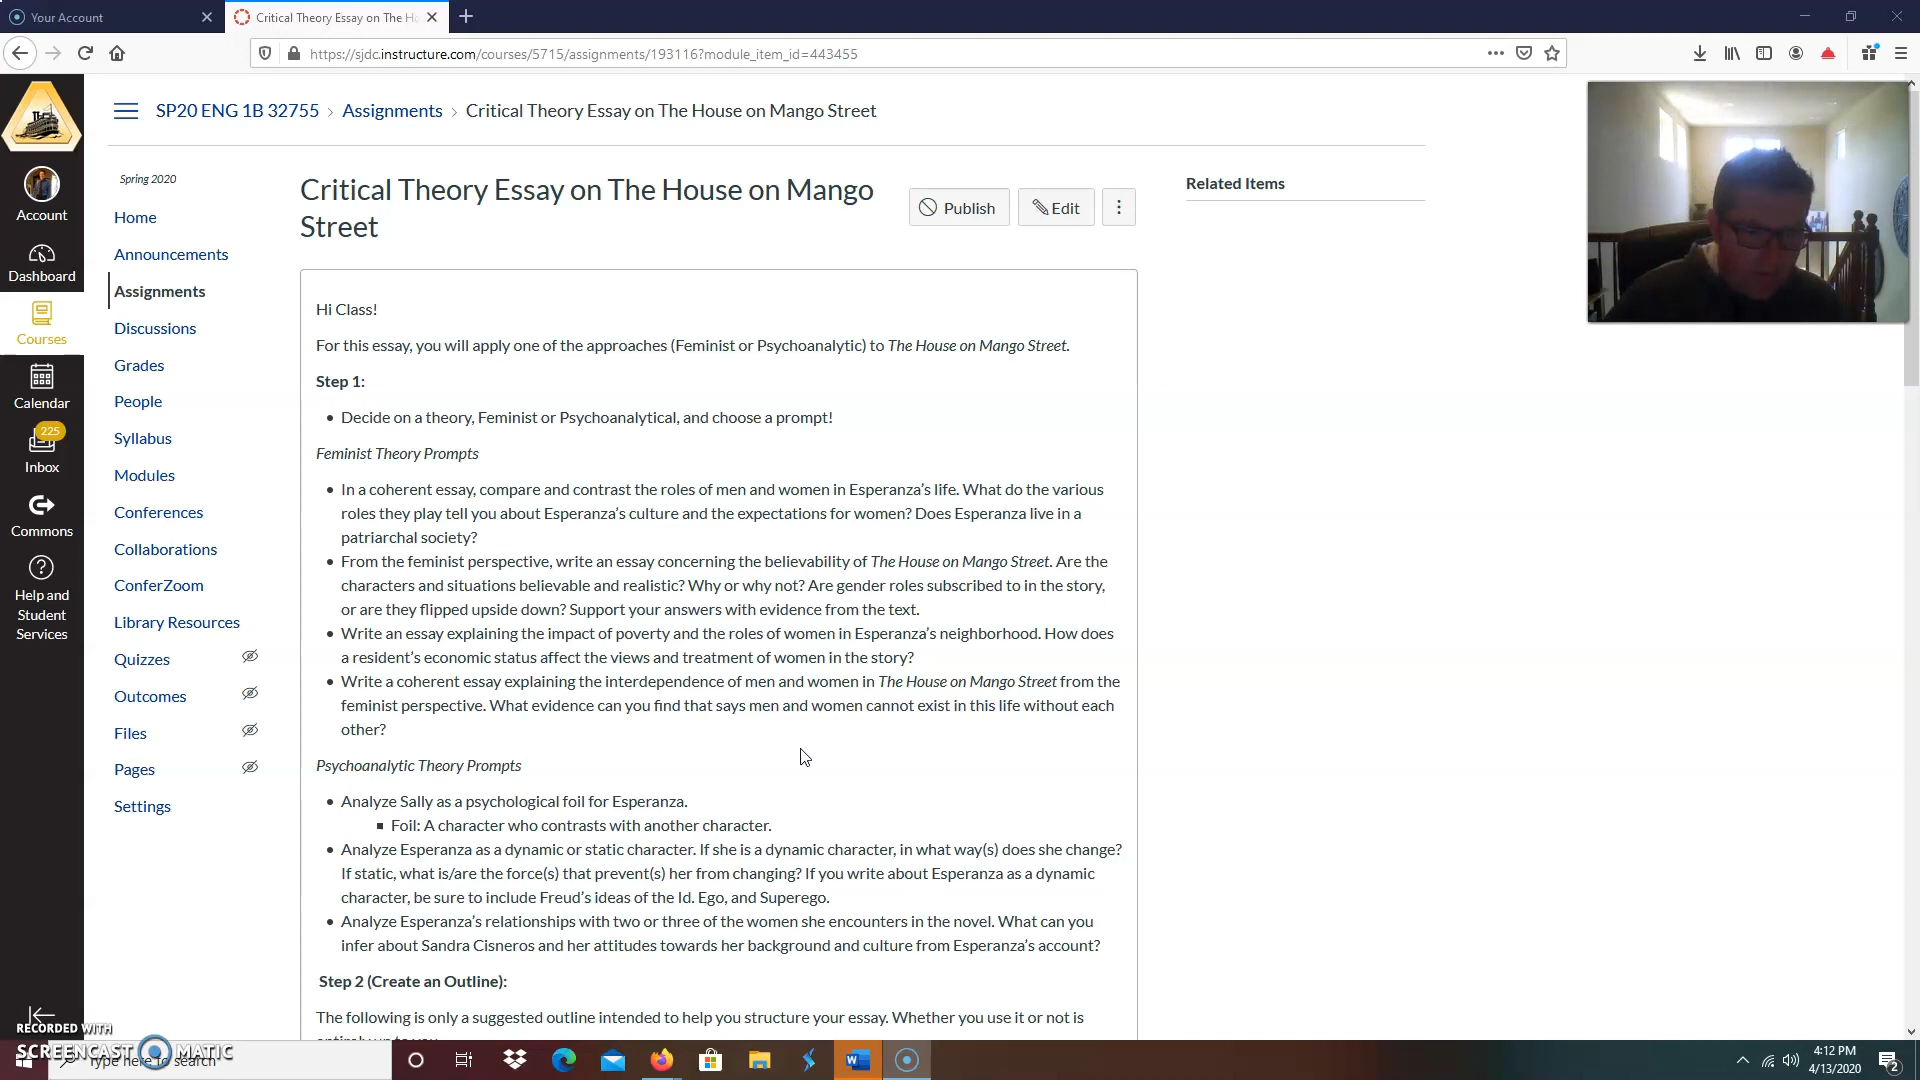 Your Account
Critical Theory Essay on The Ho
https://sjdc.instructure.com/courses/5715/assignments/193116?module_item_id=443455
SP20 ENG 1B 32755 › Assignments › Critical Theory Essay on The House on Mango Street
Account
Dashboard
Courses
Calendar
225
Inbox
Commons
Help and
Student
Services
Spring 2020
Home
Announcements
Assignments
Discussions
Grades
People
Syllabus
Modules
Conferences
Collaborations
ConferZoom
Library Resources
Quizzes
Outcomes
Files
Pages
Settings
Critical Theory Essay on The House on Mango
Street
Publish
Edit
Related Items
Hi Class!
For this essay, you will apply one of the approaches (Feminist or Psychoanalytic) to The House on Mango Street.
Step 1:
• Decide on a theory, Feminist or Psychoanalytical, and choose a prompt!
Feminist Theory Prompts
• In a coherent essay, compare and contrast the roles of men and women in Esperanza’s life. What do the various
roles they play tell you about Esperanza’s culture and the expectations for women? Does Esperanza live in a
patriarchal society?
• From the feminist perspective, write an essay concerning the believability of The House on Mango Street. Are the
characters and situations believable and realistic? Why or why not? Are gender roles subscribed to in the story,
or are they flipped upside down? Support your answers with evidence from the text.
• Write an essay explaining the impact of poverty and the roles of women in Esperanza’s neighborhood. How does
a resident’s economic status affect the views and treatment of women in the story?
• Write a coherent essay explaining the interdependence of men and women in The House on Mango Street from the
feminist perspective. What evidence can you find that says men and women cannot exist in this life without each
other?
Psychoanalytic Theory Prompts
• Analyze Sally as a psychological foil for Esperanza.
▪ Foil: A character who contrasts with another character.
• Analyze Esperanza as a dynamic or static character. If she is a dynamic character, in what way(s) does she change?
If static, what is/are the force(s) that prevent(s) her from changing? If you write about Esperanza as a dynamic
character, be sure to include Freud’s ideas of the Id. Ego, and Superego.
• Analyze Esperanza’s relationships with two or three of the women she encounters in the novel. What can you
infer about Sandra Cisneros and her attitudes towards her background and culture from Esperanza’s account?
Step 2 (Create an Outline):
The following is only a suggested outline intended to help you structure your essay. Whether you use it or not is
RECORDED WITH
SCREENCAST MATIC
Type here to search
4:12 PM
4/13/2020
2